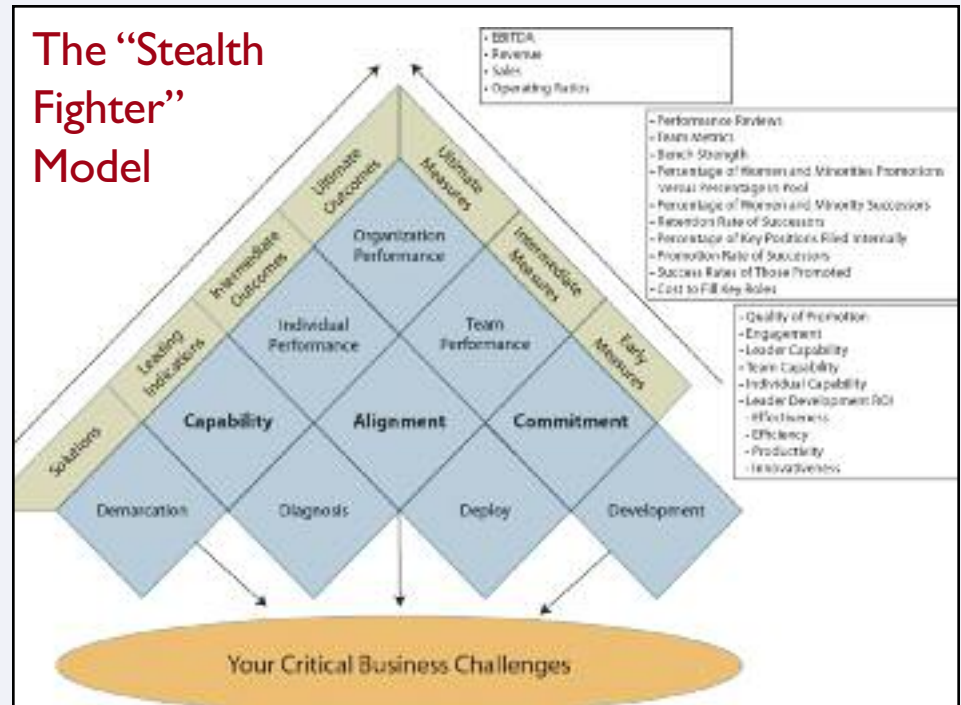 The “Stealth
Fighter”
Model
- EBITDA
- Revenue
- Sales
- Operating Ratios
- Performance Reviews
- Team Metrics
- Bench Strength
- Percentage of Women and Minorities Promotions
Versus Percentage in Pool
- Percentage of Women and Minority Successors
- Retention Rate of Successors
- Percentage of Key Positions Filled Internally
- Promotion Rate of Successors
- Success Rates of Those Promoted
- Cost to Fill Key Roles
- Quality of Promotion
- Engagement
- Leader Capability
- Team Capability
- Individual Capability
- Leader Development ROI
- Effectiveness
- Efficiency
- Productivity
- Innovativeness
Ultimate
Outcomes
Ultimate
Measures
Intermediate
Outcomes
Intermediate
Measures
Leading
Indications
Early
Measures
Solutions
Organization
Performance
Individual
Performance
Team
Performance
Capability
Alignment
Commitment
Demarcation
Diagnosis
Deploy
Development
Your Critical Business Challenges